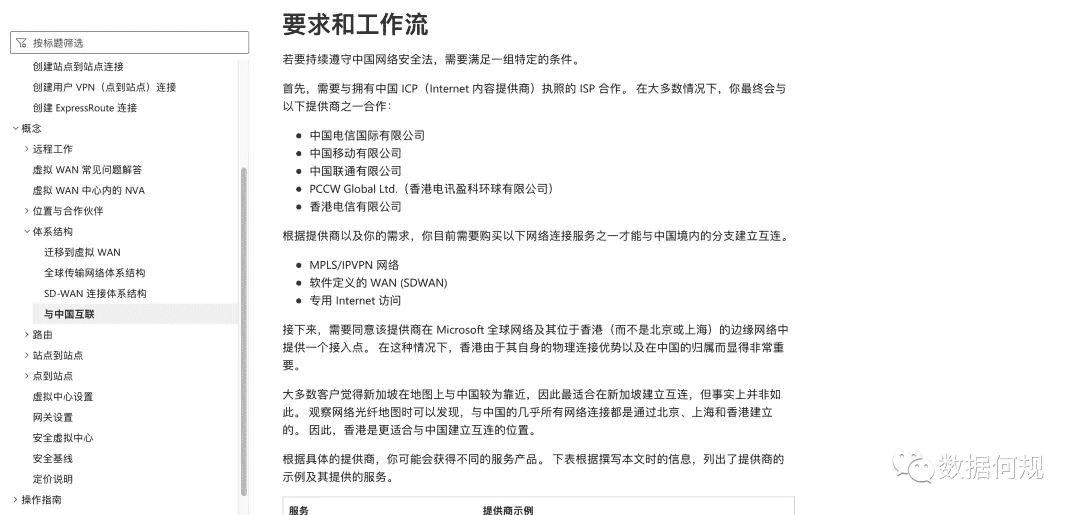 按标题筛选
创建站点到站点连接
创建用户 VPN（点到站点）连接
创建 ExpressRoute 连接
概念
远程工作
虚拟 WAN 常见问题解答
虚拟 WAN 中心内的 NVA
位置与合作伙伴
体系结构
迁移到虚拟 WAN
全球传输网络体系结构
SD-WAN 连接体系结构
与中国互联
路由
站点到站点
点到站点
虚拟中心设置
网关设置
安全虚拟中心
安全基线
定价说明
操作指南
要求和工作流
若要持续遵守中国网络安全法，需要满足一组特定的条件。
首先，需要与拥有中国 ICP（Internet 内容提供商）执照的 ISP 合作。 在大多数情况下，你最终会与
以下提供商之一合作：
中国电信国际有限公司
中国移动有限公司
中国联通有限公司
PCCW Global Ltd.（香港电讯盈科环球有限公司）
香港电信有限公司
根据提供商以及你的需求，你目前需要购买以下网络连接服务之一才能与中国境内的分支建立互连。
MPLS/IPVPN 网络
软件定义的 WAN (SDWAN)
专用 Internet 访问
接下来，需要同意该提供商在 Microsoft 全球网络及其位于香港（而不是北京或上海）的边缘网络中
提供一个接入点。 在这种情况下，香港由于其自身的物理连接优势以及在中国的归属而显得非常重
要。
大多数客户觉得新加坡在地图上与中国较为靠近，因此最适合在新加坡建立互连，但事实上并非如
此。 观察网络光纤地图时可以发现，与中国的几乎所有网络连接都是通过北京、上海和香港建立
的。 因此，香港是更适合与中国建立互连的位置。
根据具体的提供商，你可能会获得不同的服务产品。 下表根据撰写本文时的信息，列出了提供商的
示例及其提供的服务。
服务 提供商示例
数据何规